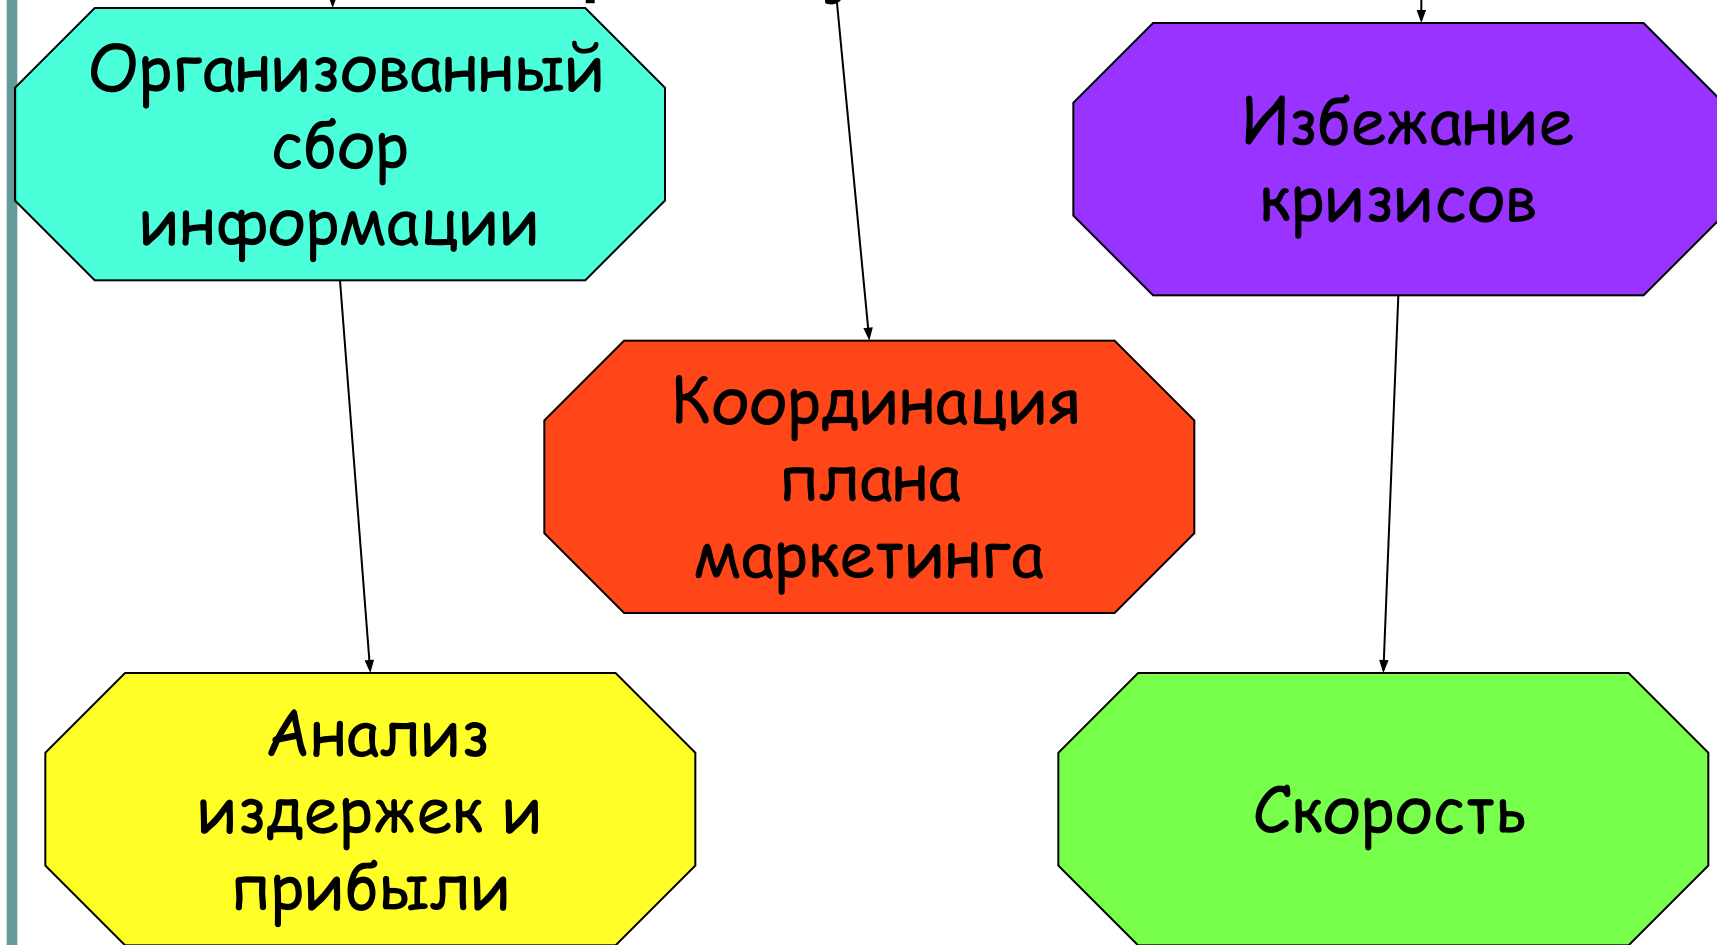 Организованный
сбор
информации
Избежание
кризисов
Координация
плана
маркетинга
Анализ
издержек и
прибыли
Скорость